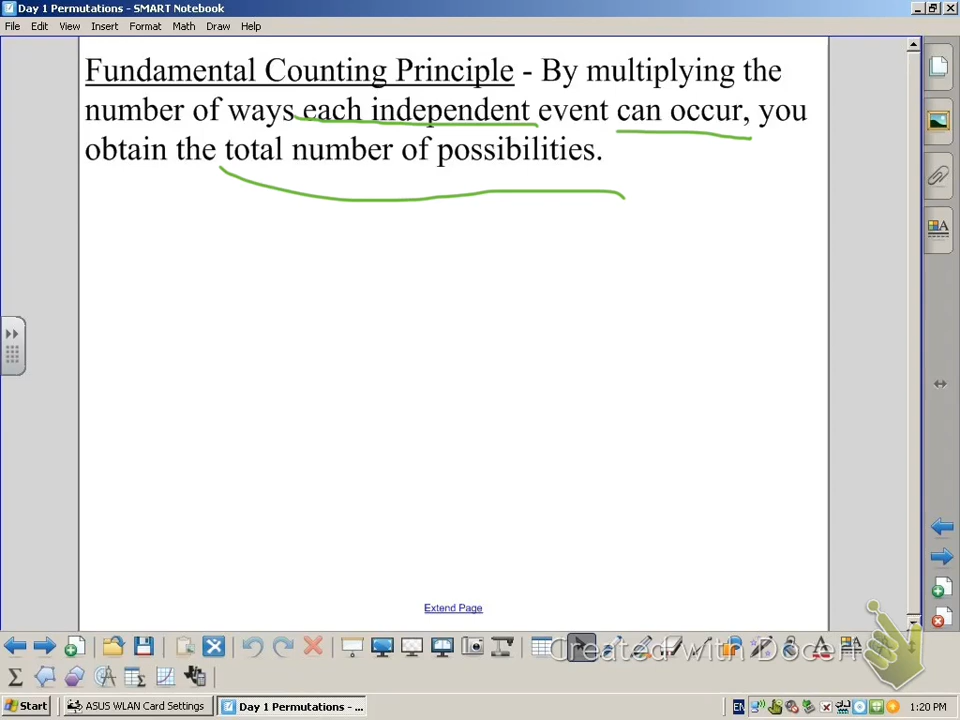 Day 1 Permutations - SMART Notebook
File Edit View Insert Format Math Draw Help
Fundamental Counting Principle - By multiplying the
number of ways each independent event can occur, you
obtain the total number of possibilities.
Extend Page
Created with
Start
ASUS WLAN Card Settings
Day 1 Permutations - ...
EN
1:20 PM